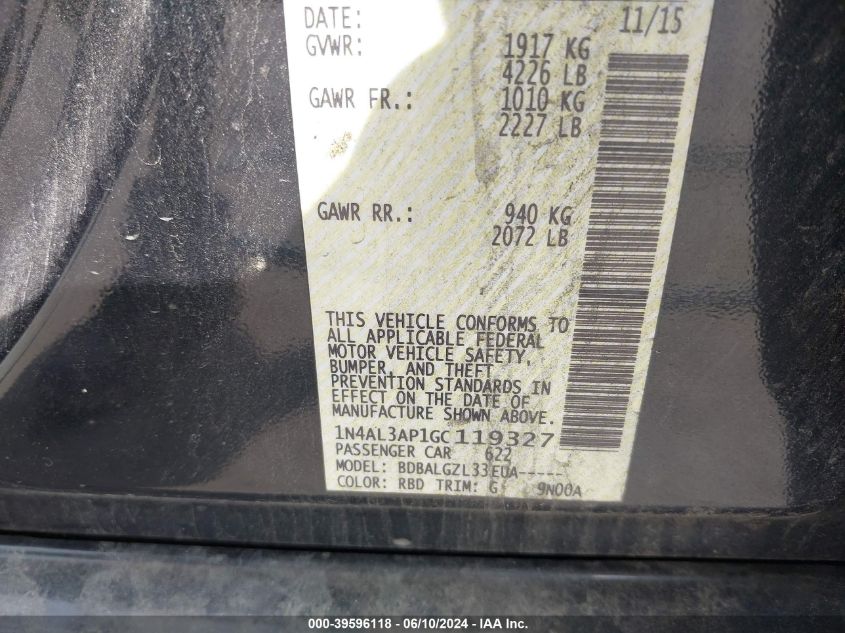 DATE: 11/15
GVWR: 1917 KG
4226 LB
GAWR FR.: 1010 KG
2227 LB
GAWR RR.: 940 KG
2072 LB
THIS VEHICLE CONFORMS TO
ALL APPLICABLE FEDERAL
MOTOR VEHICLE SAFETY,
BUMPER, AND THEFT
PREVENTION STANDARDS IN
EFFECT ON THE DATE OF
MANUFACTURE SHOWN ABOVE.
1N4AL3AP1GC119327
PASSENGER CAR 622
MODEL: BDBALGZL33EUA------
COLOR: RBD TRIM: G 9N00A
000-39596118 - 06/10/2024 - IAA Inc.